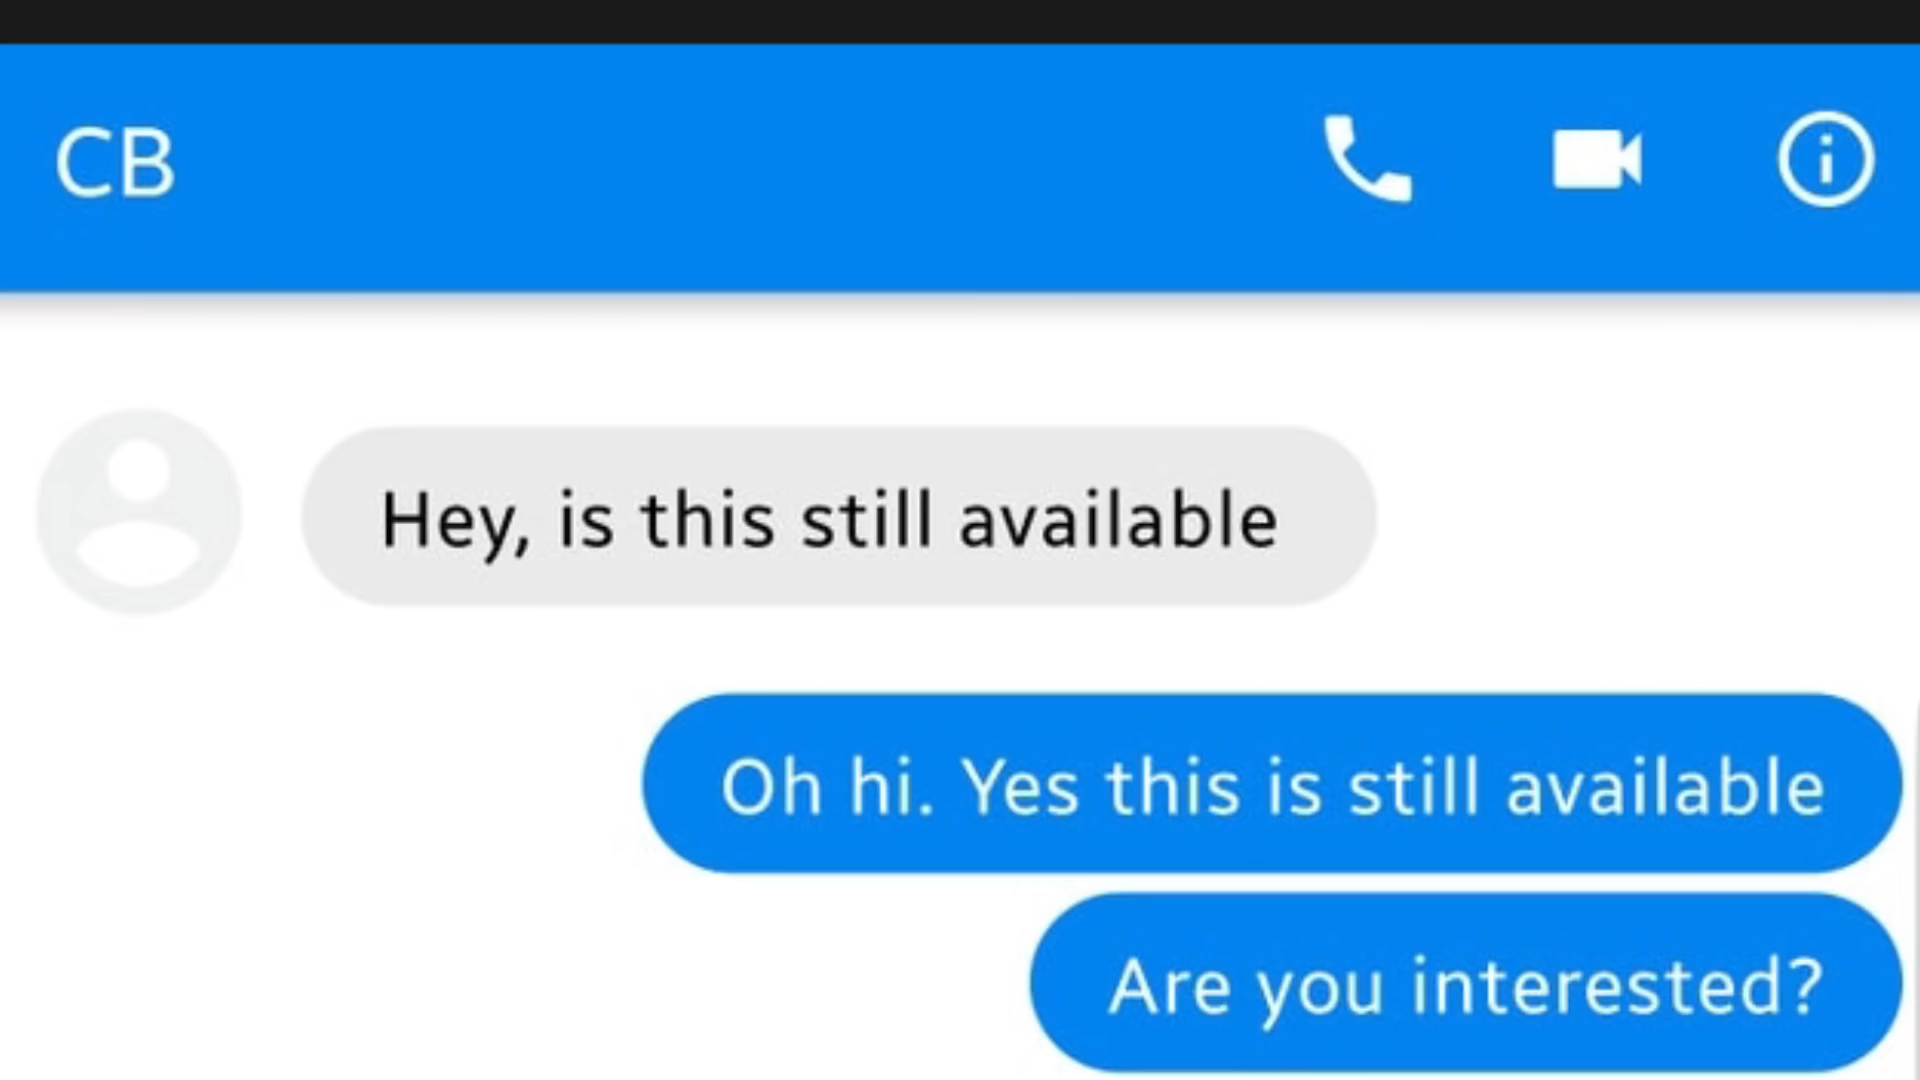 CB
Hey, is this still available
Oh hi. Yes this is still available
Are you interested?